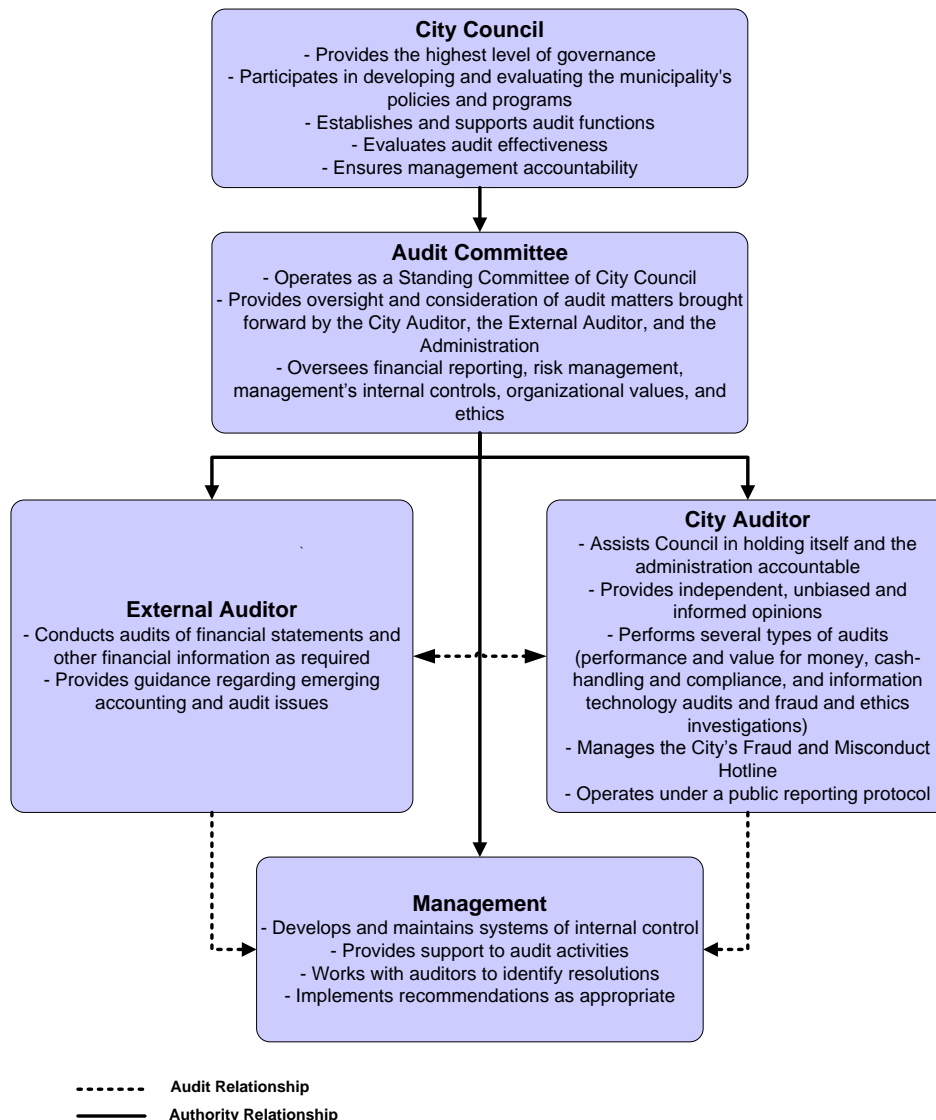 City Council
- Provides the highest level of governance
- Participates in developing and evaluating the municipality's
policies and programs
- Establishes and supports audit functions
- Evaluates audit effectiveness
- Ensures management accountability
Audit Committee
- Operates as a Standing Committee of City Council
- Provides oversight and consideration of audit matters brought
forward by the City Auditor, the External Auditor, and the
Administration
- Oversees financial reporting, risk management,
management's internal controls, organizational values, and
ethics
External Auditor
- Conducts audits of financial statements and
other financial information as required
- Provides guidance regarding emerging
accounting and audit issues
City Auditor
- Assists Council in holding itself and the
administration accountable
- Provides independent, unbiased and
informed opinions
- Performs several types of audits
(performance and value for money, cash-
handling and compliance, and information
technology audits and fraud and ethics
investigations)
- Manages the City's Fraud and Misconduct
Hotline
- Operates under a public reporting protocol
Management
- Develops and maintains systems of internal control
- Provides support to audit activities
- Works with auditors to identify resolutions
- Implements recommendations as appropriate
Audit Relationship
Authority Relationship